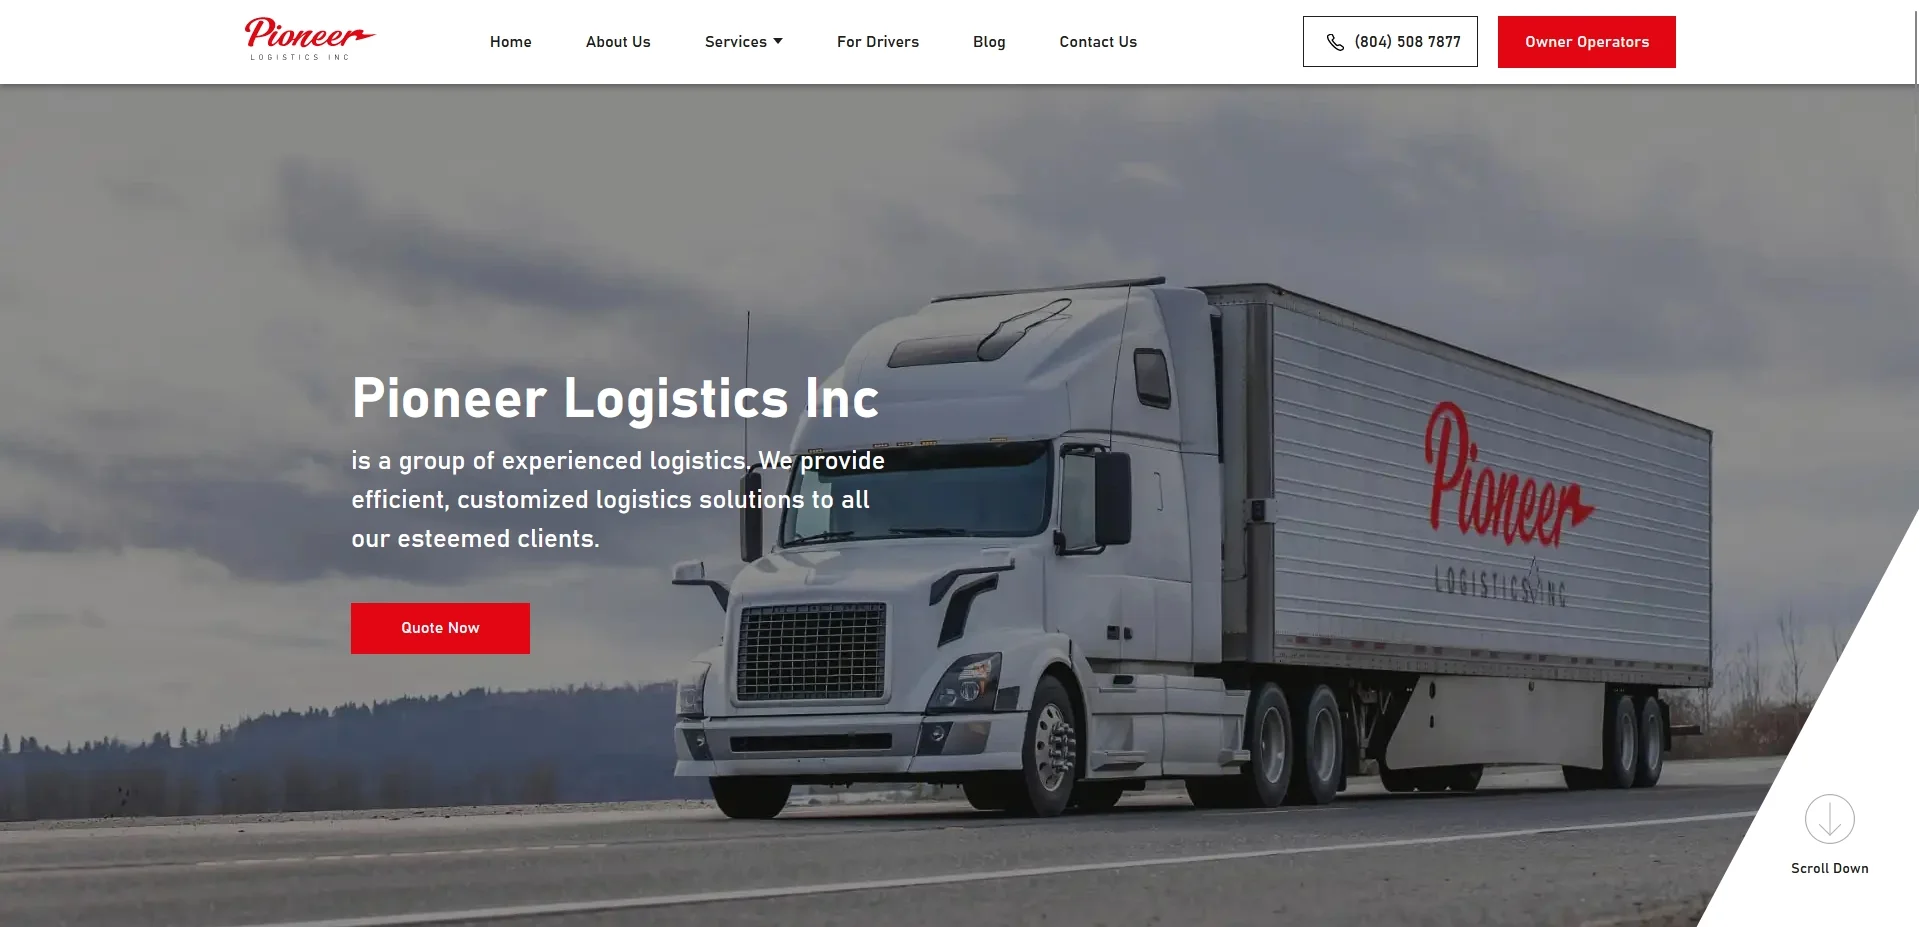 Pioneer
LOGISTICS INC
Home
About Us
Services
For Drivers
Blog
Contact Us
(804) 508 7877
Owner Operators
Pioneer Logistics Inc
is a group of experienced logistics. We provide
efficient, customized logistics solutions to all
our esteemed clients.
Quote Now
Pioneer
LOGISTICS INC
Scroll Down